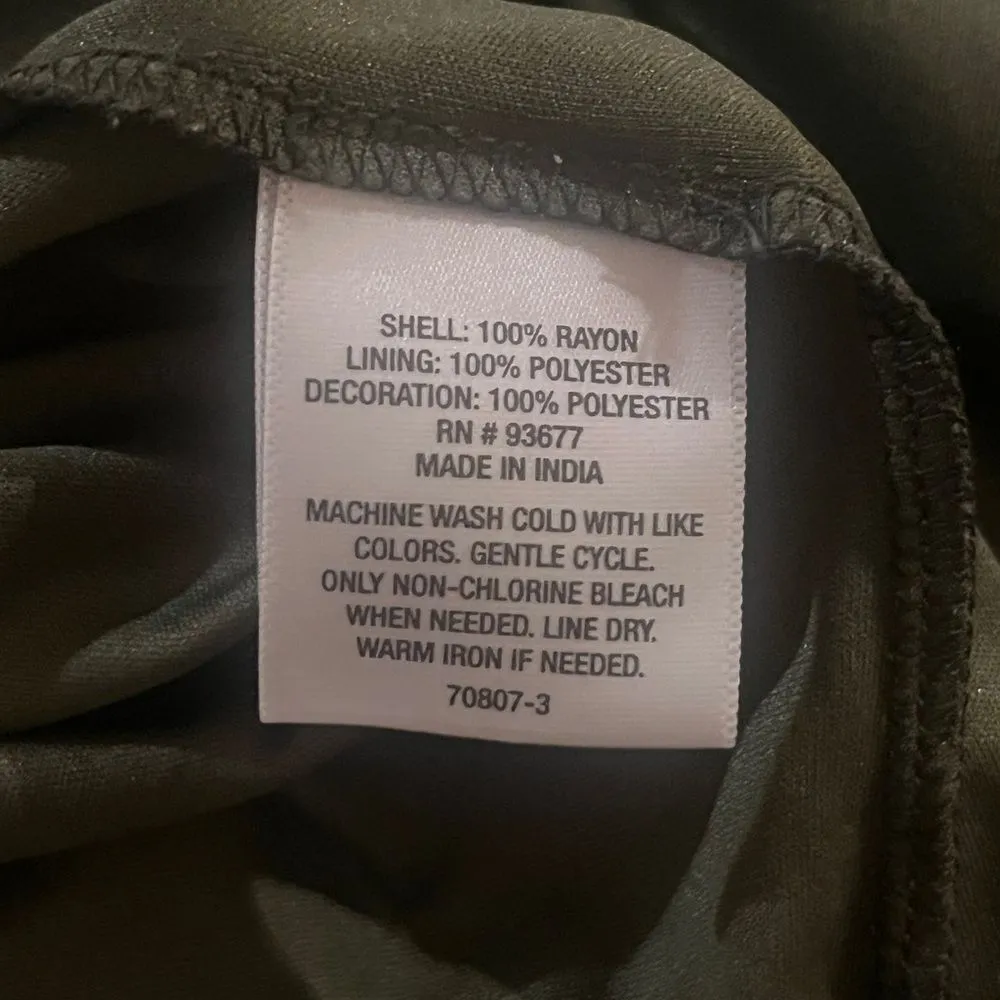 SHELL: 100% RAYON
LINING: 100% POLYESTER
DECORATION: 100% POLYESTER
RN # 93677
MADE IN INDIA
MACHINE WASH COLD WITH LIKE
COLORS. GENTLE CYCLE.
ONLY NON-CHLORINE BLEACH
WHEN NEEDED. LINE DRY.
WARM IRON IF NEEDED.
70807-3